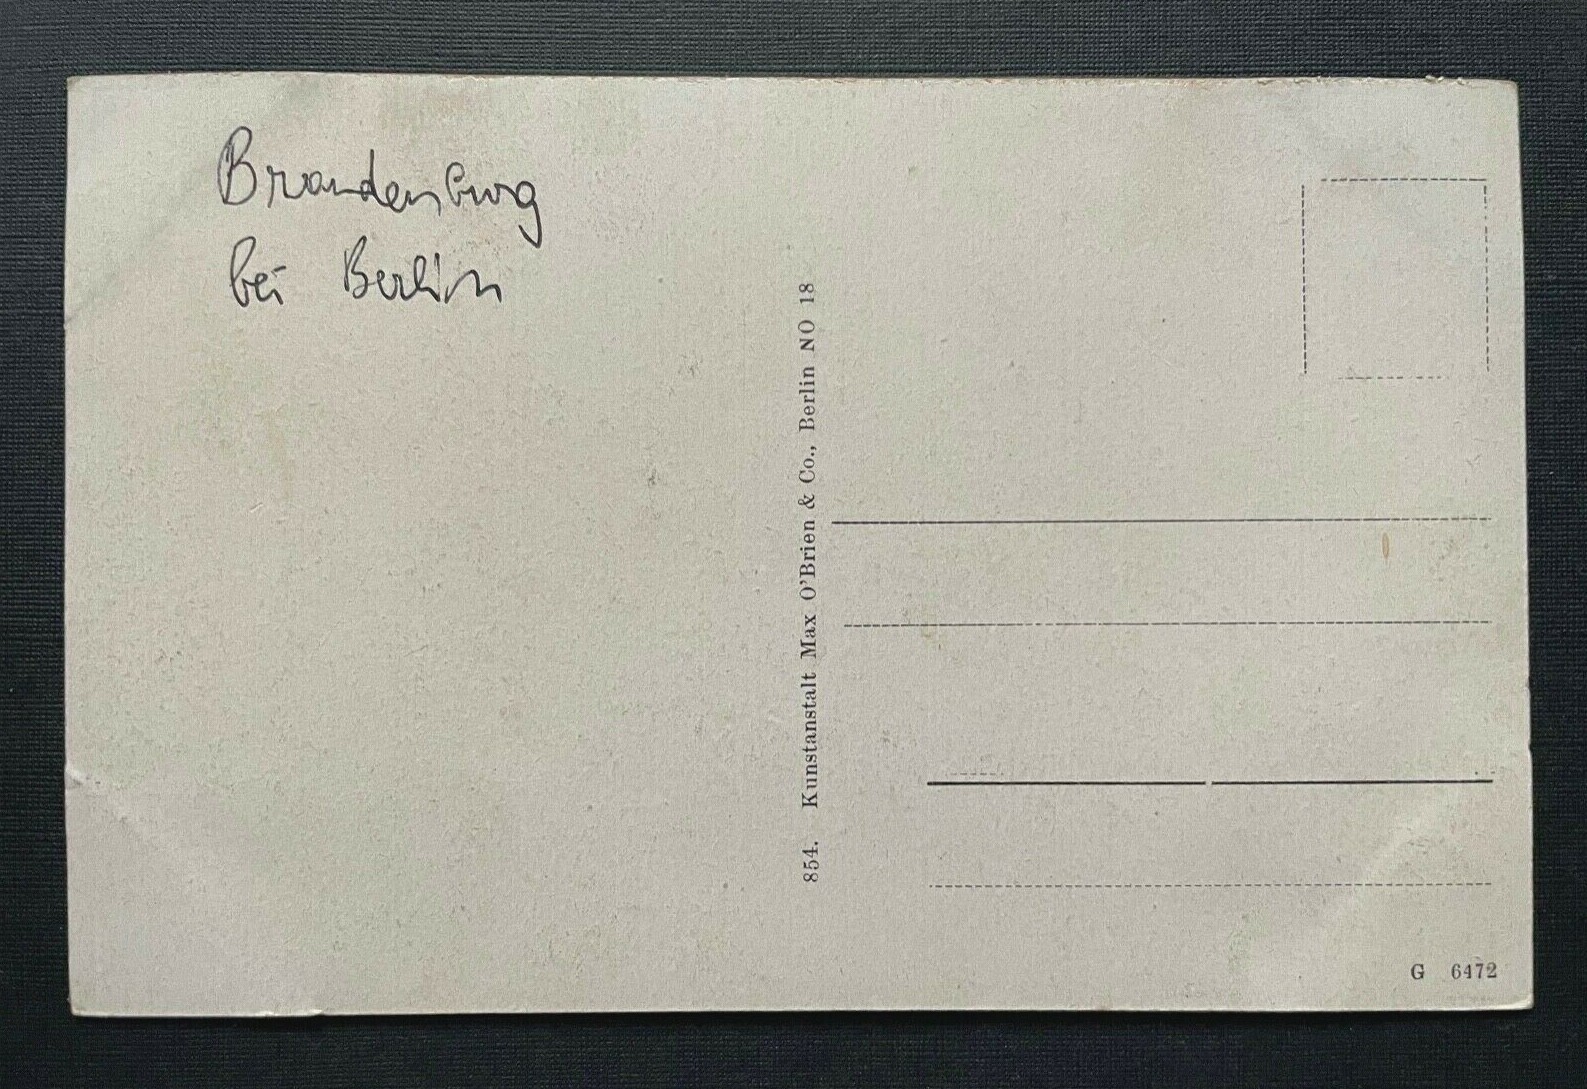 Brandenburg
bei Berlin
854. Kunstanstalt Max O'Brien & Co., Berlin NO 18
G 6472